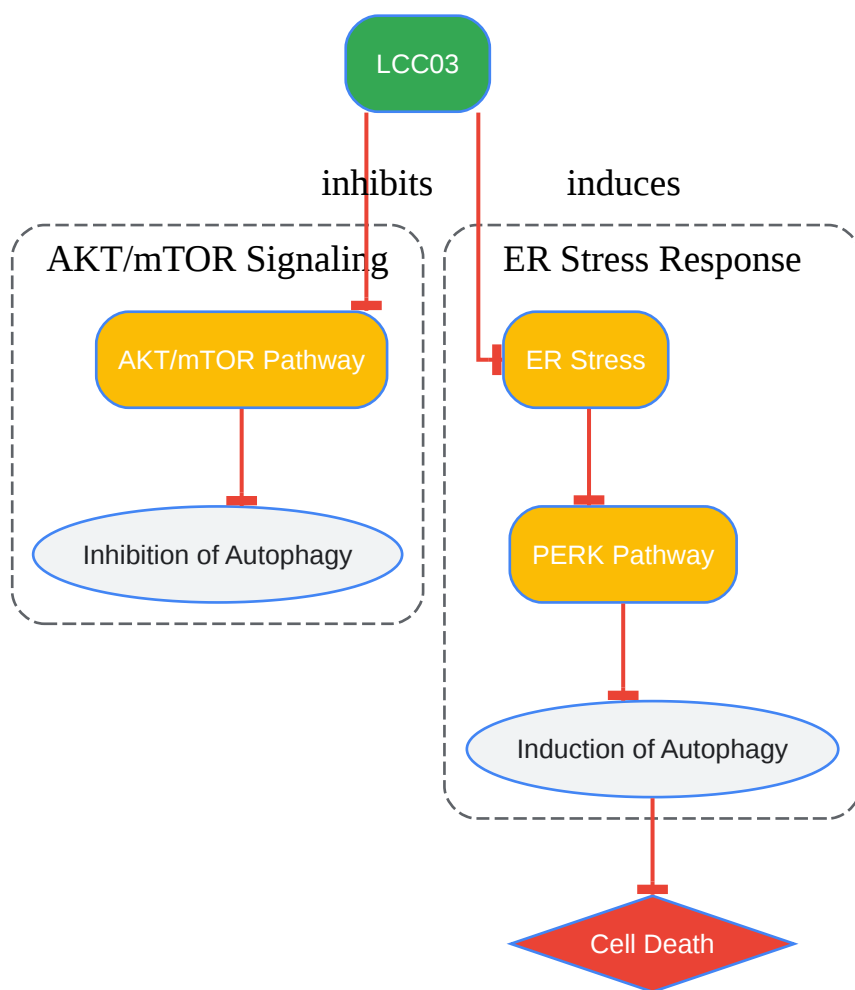 LCC03
inhibits
induces
AKT/mTOR Signaling
ER Stress Response
AKT/mTOR Pathway
ER Stress
Inhibition of Autophagy
PERK Pathway
Induction of Autophagy
Cell Death